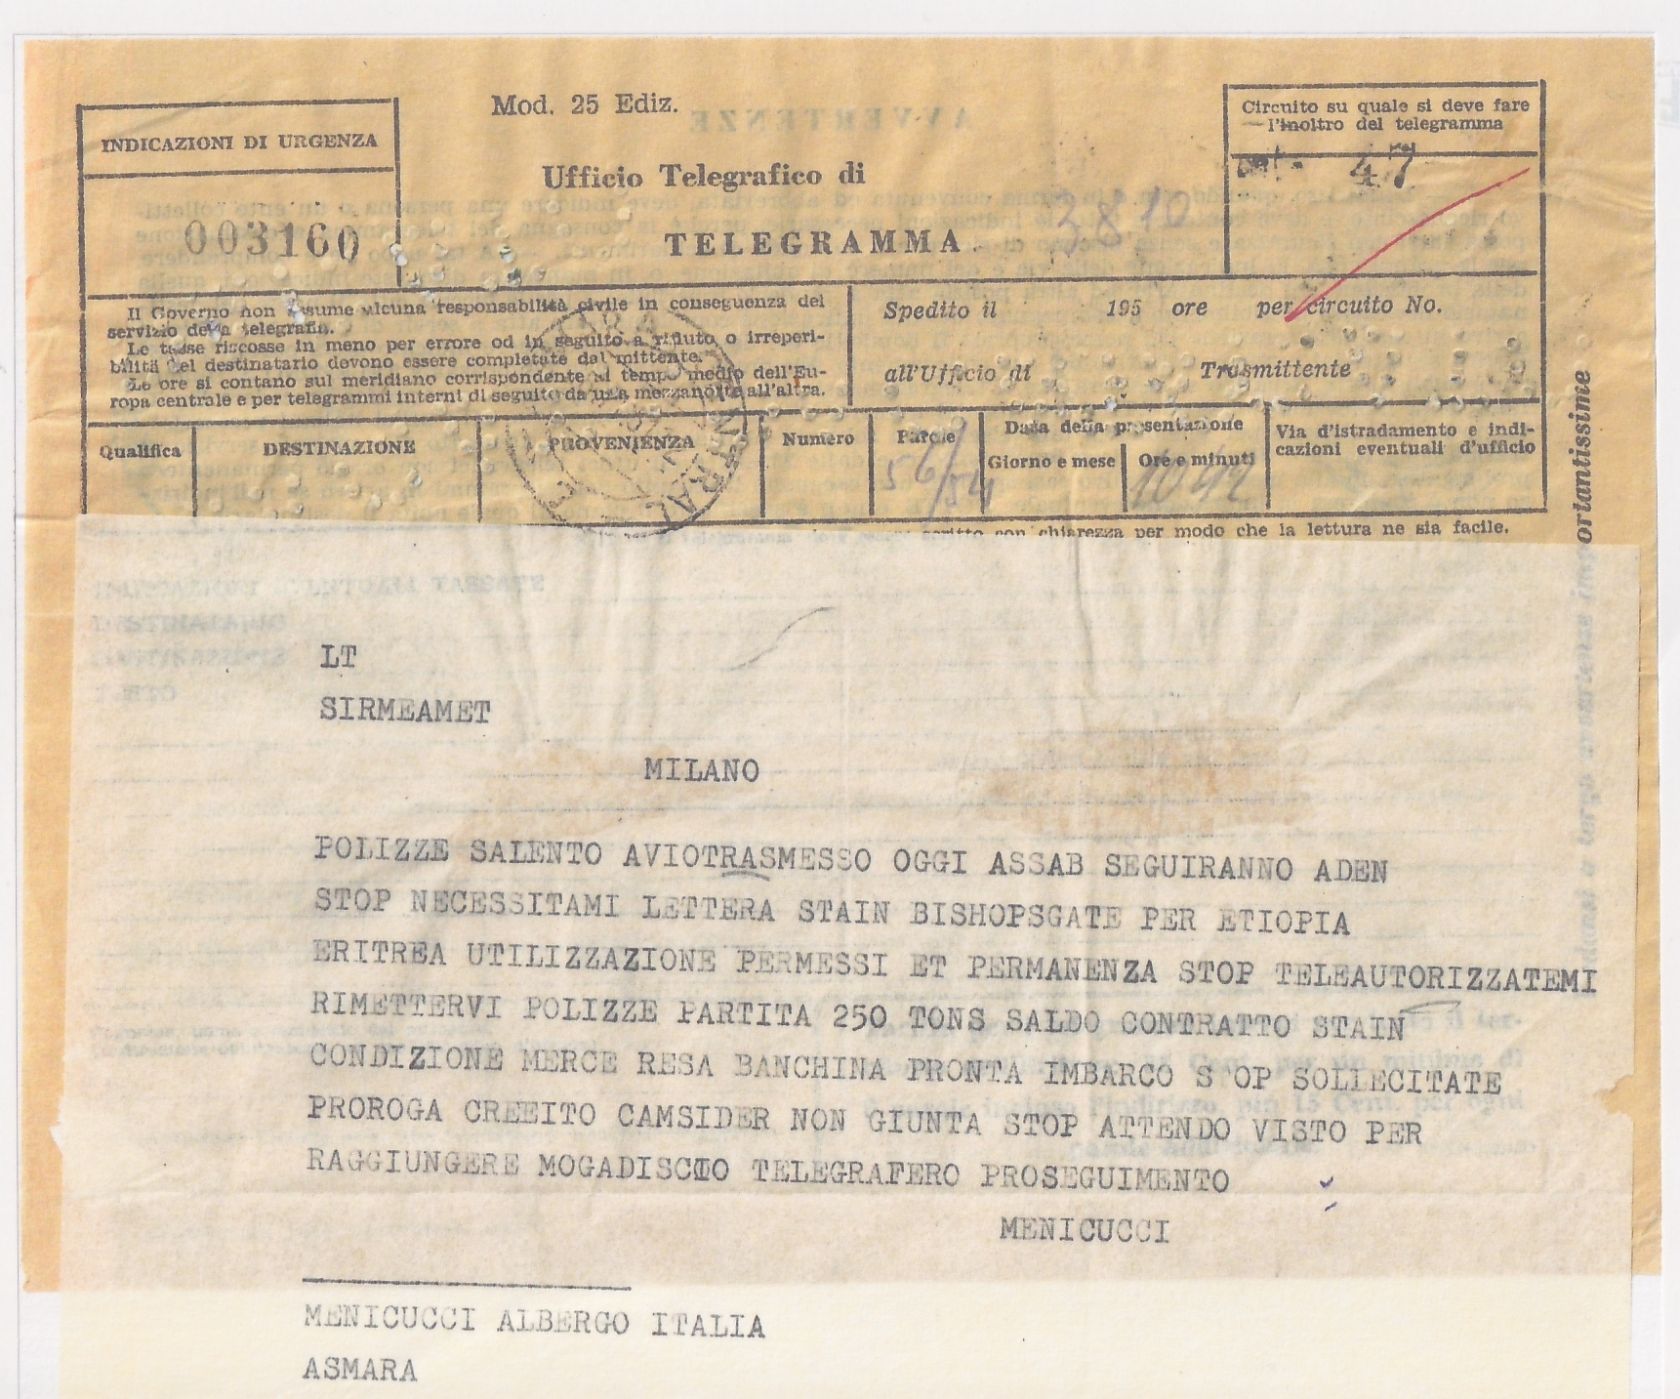 Mod. 25 Ediz.
INDICAZIONI DI URGENZA
003160
Ufficio Telegrafico di
TELEGRAMMA
3810
Circuito su quale si deve fare
l'inoltro del telegramma
47
Il Governo non assume alcuna responsabilità civile in conseguenza del
servizio della telegrafia.
Le tasse riscosse in meno per errore od in seguito a rifiuto o irreperi-
bilità del destinatario devono essere completate dal mittente.
Le ore si contano sul meridiano corrispondente al tempo medio dell'Eu-
ropa centrale e per telegrammi interni di seguito da una mezzanotte all'altra.
Spedito il 195 ore per circuito No.
all'Ufficio di Trasmittente
Qualifica
DESTINAZIONE
PROVENIENZA
Numero
Parole
56/54
Data della presentazione
Giorno e mese
Ore e minuti
1042
Via d'istradamento e indi-
cazioni eventuali d'ufficio
scritto con chiarezza per modo che la lettura ne sia facile.
ortantissime
LT
SIRMEAMET
MILANO
POLIZZE SALENTO AVIOTRASMESSO OGGI ASSAB SEGUIRANNO ADEN
STOP NECESSITAMI LETTERA STAIN BISHOPSGATE PER ETIOPIA
ERITREA UTILIZZAZIONE PERMESSI ET PERMANENZA STOP TELEAUTORIZZATEMI
RIMETTERVI POLIZZE PARTITA 250 TONS SALDO CONTRATTO STAIN
CONDIZIONE MERCE RESA BANCHINA PRONTA IMBARCO S OP SOLLECITATE
PROROGA CREEITO CAMSIDER NON GIUNTA STOP ATTENDO VISTO PER
RAGGIUNGERE MOGADISCIO TELEGRAFERO PROSEGUIMENTO
MENICUCCI
MENICUCCI ALBERGO ITALIA
ASMARA